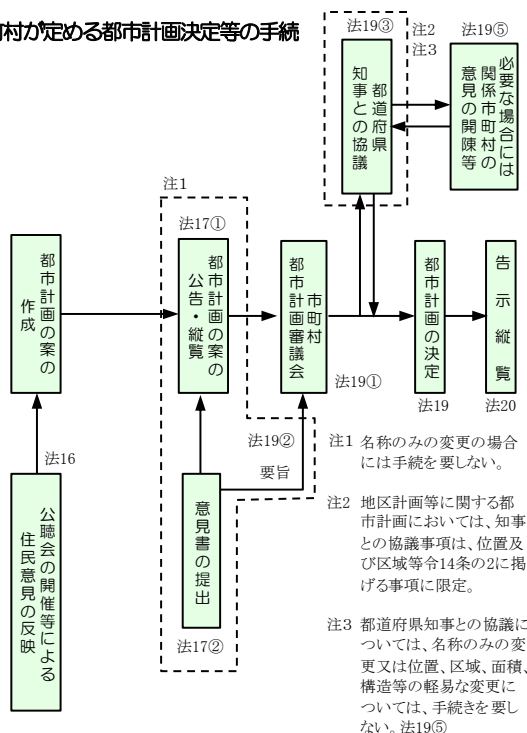 村が定める都市計画決定等の手続
法19③
注2
注3
法19⑤
都道府県
知事との協議
必要な場合には
関係市町村の
意見の開陳等
注1
法17①
都市計画の案の
作成
都市計画の案の
公告・縦覧
市町村
都市計画審議会
法19①
都市計画の決定
法19
告示縦覧
法20
法16
法19②
要旨
公聴会の開催等による
住民意見の反映
意見書の提出
法17②
注1 名称のみの変更の場合
には手続を要しない。
注2 地区計画等に関する都
市計画においては、知事
との協議事項は、位置及
び区域等令14条の2に掲
げる事項に限定。
注3 都道府県知事との協議に
ついては、名称のみの変
更又は位置、区域、面積、
構造等の軽易な変更に
ついては、手続きを要し
ない。法19⑤